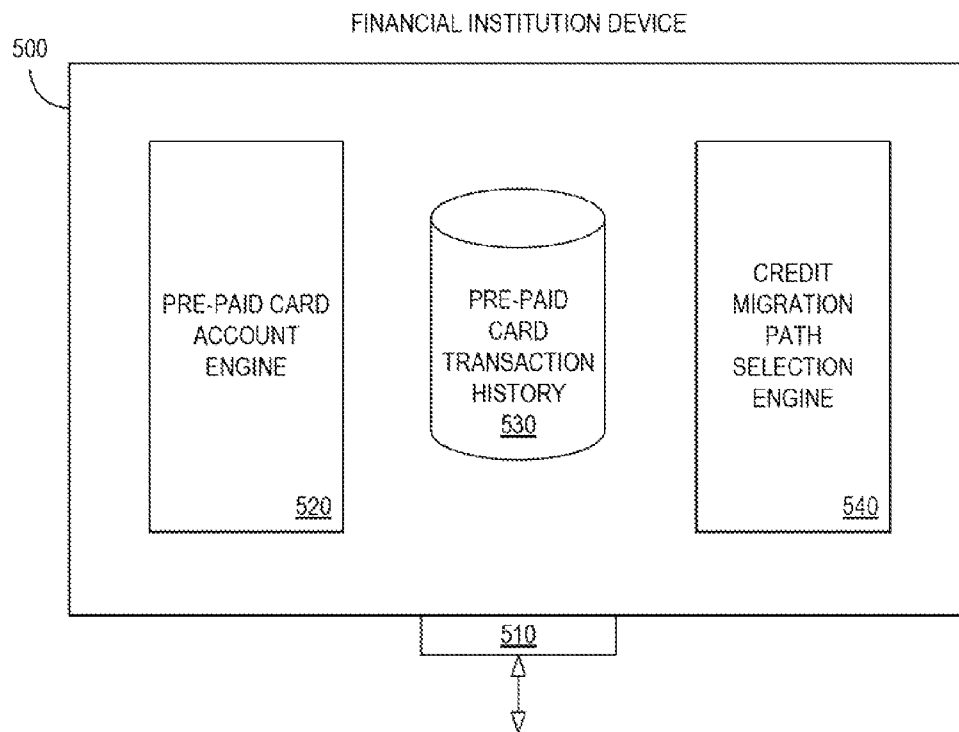 FINANCIAL INSTITUTION DEVICE
500
PRE-PAID CARD
ACCOUNT
ENGINE
520
PRE-PAID
CARD
TRANSACTION
HISTORY
530
CREDIT
MIGRATION
PATH
SELECTION
ENGINE
540
510